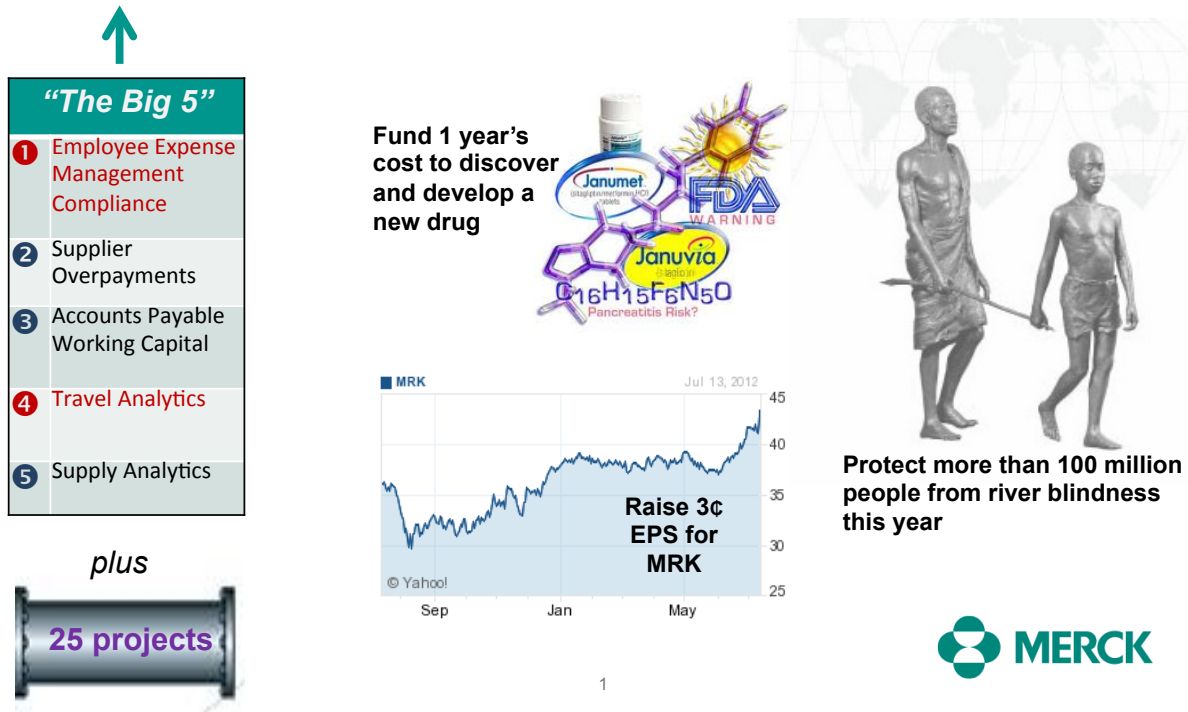 “The Big 5”
1 Employee Expense
Management
Compliance
2 Supplier
Overpayments
3 Accounts Payable
Working Capital
4 Travel Analytics
5 Supply Analytics
plus
25 projects
Fund 1 year’s
cost to discover
and develop a
new drug
Janumet
tablets
FDA
WARNING
Januvia
C16H15F6N5O
Pancreatitis Risk?
MRK
Jul 13, 2012
45
40
35
30
25
Raise 3¢
EPS for
MRK
© Yahoo!
Sep Jan May
Protect more than 100 million
people from river blindness
this year
MERCK
1